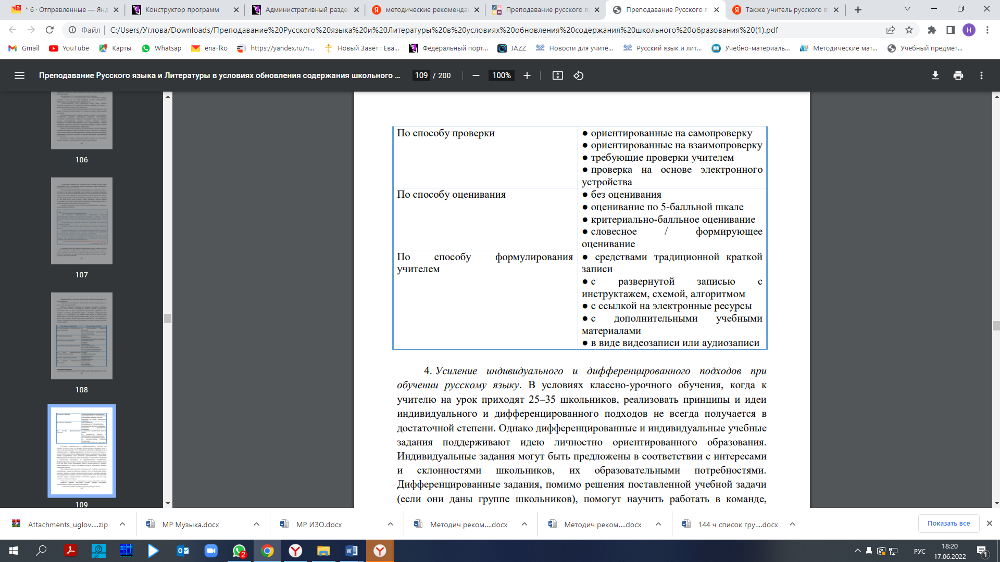 * 6 · Отправленные — Янд
Конструктор программ
Административный разде
методические рекоменда
Преподавание русского я
Преподавание Русского я
Также учитель русского я
Файл
C:/Users/Углова/Downloads/Преподавание%20Русского%20языка%20и%20Литературы%20в%20условиях%20обновления%20содержания%20школьного%20образования%20(1).pdf
Н
Gmail
YouTube
Карты
Whatsap
ena-lko
https://yandex.ru/n...
Новый Завет : Ева...
Федеральный порт...
JAZZ
Новости для учите...
Русский язык и лит...
Учебно-материаль...
Методические мат...
Учебный предмет...
Преподавание Русского языка и Литературы в условиях обновления содержания школьного ...
109 / 200
100%
106
107
108
109
По способу проверки
● ориентированные на самопроверку
● ориентированные на взаимопроверку
● требующие проверки учителем
● проверка на основе электронного
устройства
По способу оценивания
● без оценивания
● оценивание по 5-балльной шкале
● критериально-балльное оценивание
● словесное / формирующее
оценивание
По способу формулирования
учителем
● средствами традиционной краткой
записи
● с развернутой записью с
инструктажем, схемой, алгоритмом
● с ссылкой на электронные ресурсы
● с дополнительными учебными
материалами
● в виде видеозаписи или аудиозаписи
4. Усиление индивидуального и дифференцированного подходов при
обучении русскому языку. В условиях классно-урочного обучения, когда к
учителю на урок приходят 25–35 школьников, реализовать принципы и идеи
индивидуального и дифференцированного подходов не всегда получается в
достаточной степени. Однако дифференцированные и индивидуальные учебные
задания поддерживают идею личностно ориентированного образования.
Индивидуальные задания могут быть предложены в соответствии с интересами
и склонностями школьников, их образовательными потребностями.
Дифференцированные задания, помимо решения поставленной учебной задачи
(если они даны группе школьников), помогут научить работать в команде,
Attachments_uglov....zip
МР Музыка.docx
МР ИЗО.docx
Методич реком....docx
Методич реком....docx
144 ч список гру....docx
Показать все
2
РУС
18:20
17.06.2022
1